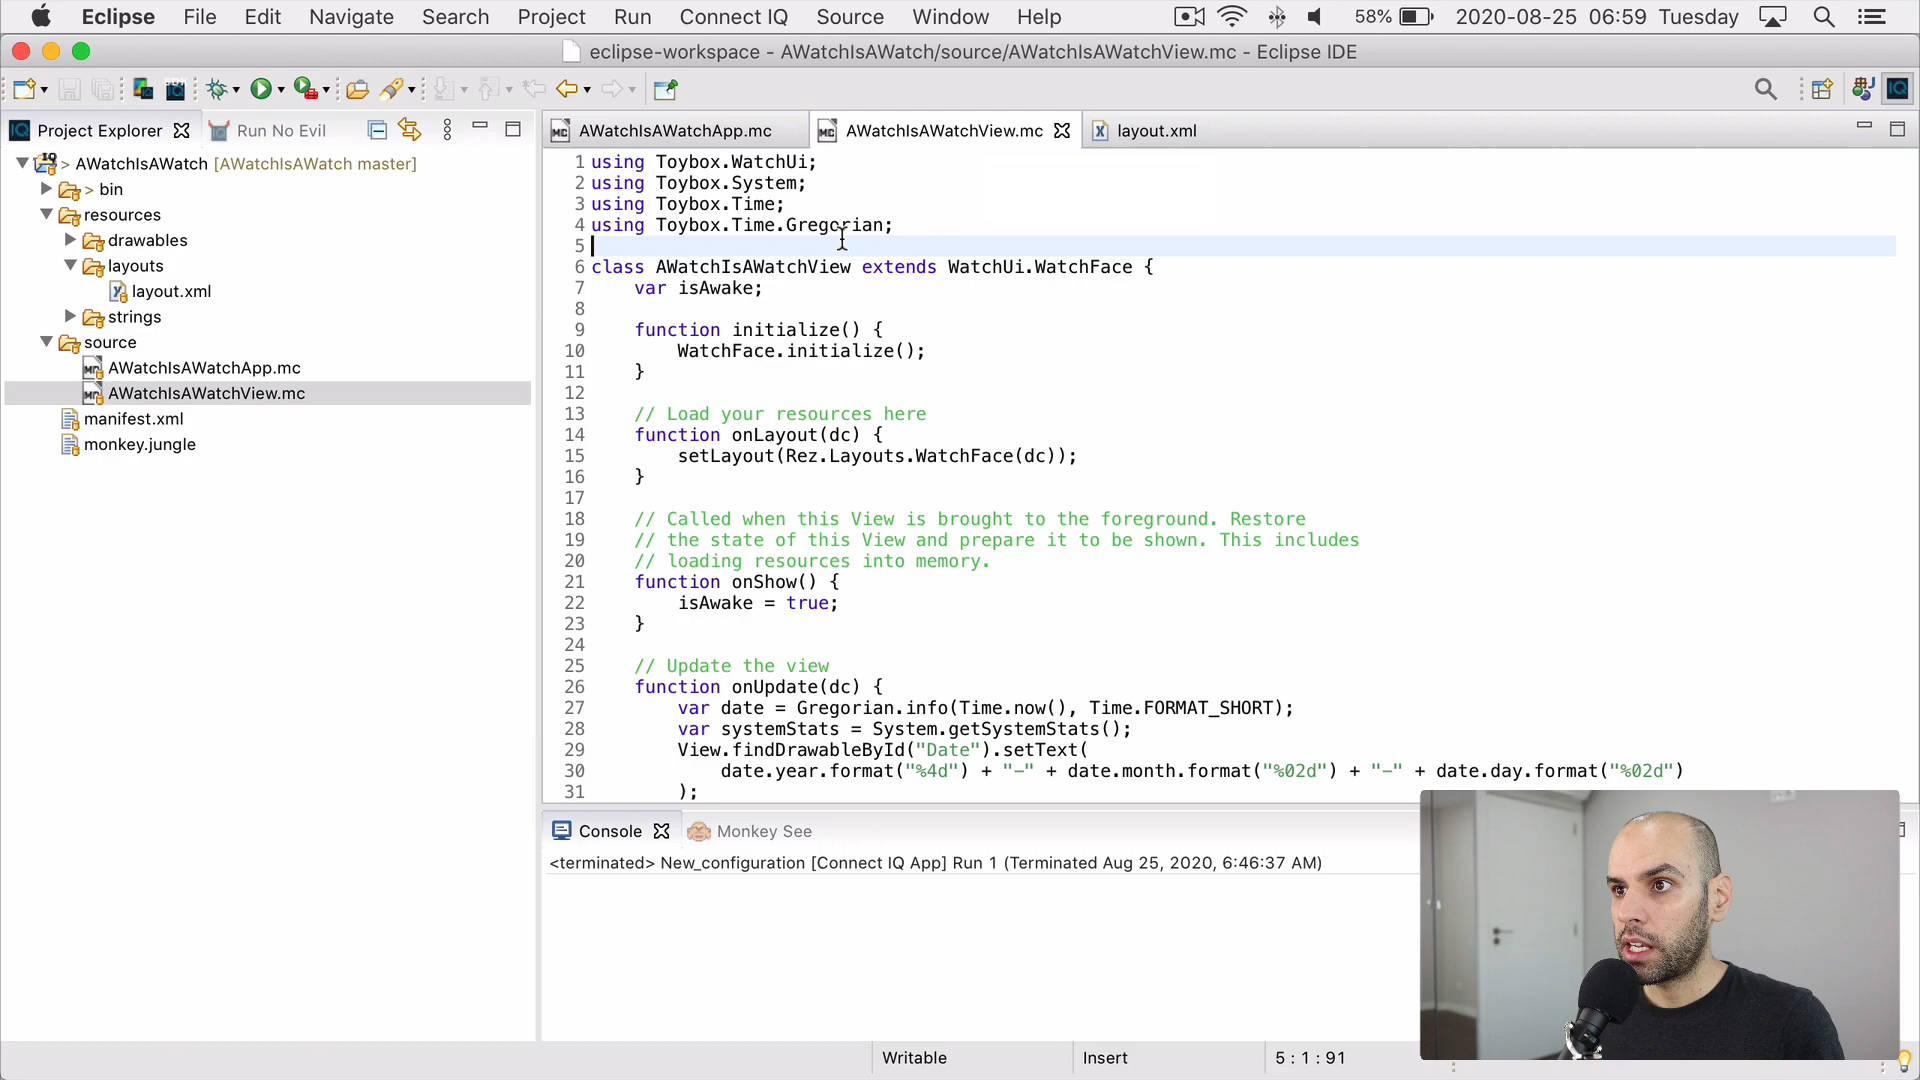 Eclipse File Edit Navigate Search Project Run Connect IQ Source Window Help 58% 2020-08-25 06:59 Tuesday
eclipse-workspace - AWatchIsAWatch/source/AWatchIsAWatchView.mc - Eclipse IDE
IQ
IQ Project Explorer Run No Evil
MC AWatchIsAWatchApp.mc MC AWatchIsAWatchView.mc X layout.xml
> AWatchIsAWatch [AWatchIsAWatch master]
> bin
resources
drawables
layouts
layout.xml
strings
source
AWatchIsAWatchApp.mc
AWatchIsAWatchView.mc
manifest.xml
monkey.jungle
1 using Toybox.WatchUi;
2 using Toybox.System;
3 using Toybox.Time;
4 using Toybox.Time.Gregorian;
5
6 class AWatchIsAWatchView extends WatchUi.WatchFace {
7 var isAwake;
8
9 function initialize() {
10 WatchFace.initialize();
11 }
12
13 // Load your resources here
14 function onLayout(dc) {
15 setLayout(Rez.Layouts.WatchFace(dc));
16 }
17
18 // Called when this View is brought to the foreground. Restore
19 // the state of this View and prepare it to be shown. This includes
20 // loading resources into memory.
21 function onShow() {
22 isAwake = true;
23 }
24
25 // Update the view
26 function onUpdate(dc) {
27 var date = Gregorian.info(Time.now(), Time.FORMAT_SHORT);
28 var systemStats = System.getSystemStats();
29 View.findDrawableById("Date").setText(
30 date.year.format("%4d") + "-" + date.month.format("%02d") + "-" + date.day.format("%02d")
31 );
Console Monkey See
<terminated> New_configuration [Connect IQ App] Run 1 (Terminated Aug 25, 2020, 6:46:37 AM)
Writable Insert 5 : 1 : 91